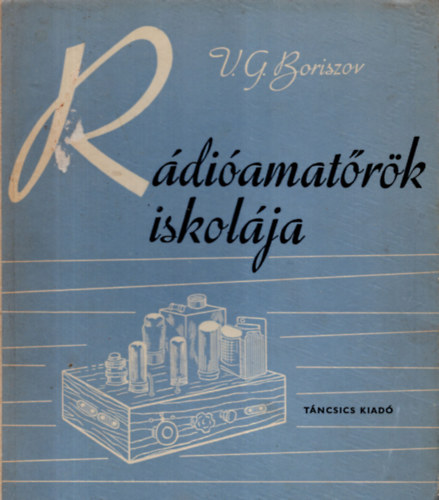 V. G. Boriszov
Rádióamatőrök
iskolája
TÁNCSICS KIADÓ